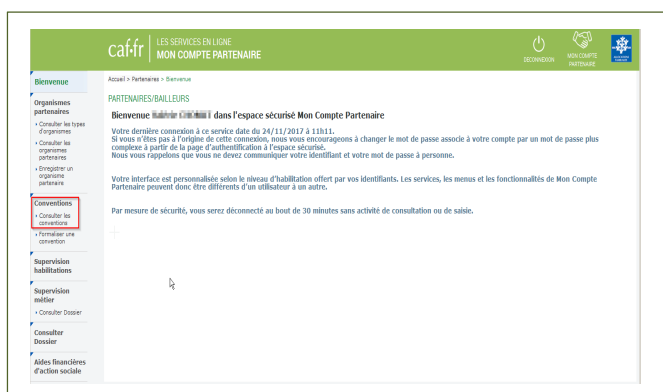 caf.fr
LES SERVICES EN LIGNE
MON COMPTE PARTENAIRE
DECONNEXION
MON COMPTE
PARTENAIRE
Bienvenue
Organismes
partenaires
Consulter les types
d'organismes
Consulter les
organismes
partenaires
Enregistrer un
organisme
partenaire
Conventions
Consulter les
conventions
Formaliser une
convention
Supervision
habilitations
Supervision
métier
Consulter Dossier
Consulter
Dossier
Aides financières
d'action sociale
Accueil > Partenaires > Bienvenue
PARTENAIRES/BAILLEURS
Bienvenue dans l'espace sécurisé Mon Compte Partenaire
Votre dernière connexion à ce service date du 24/11/2017 à 11h11.
Si vous n'êtes pas à l'origine de cette connexion, nous vous encourageons à changer le mot de passe associé à votre compte par un mot de passe plus
complexe à partir de la page d'authentification à l'espace sécurisé.
Nous vous rappelons que vous ne devez communiquer votre identifiant et votre mot de passe à personne.
Votre interface est personnalisée selon le niveau d'habilitation offert par vos identifiants. Les services, les menus et les fonctionnalités de Mon Compte
Partenaire peuvent donc être différents d'un utilisateur à un autre.
Par mesure de sécurité, vous serez déconnecté au bout de 30 minutes sans activité de consultation ou de saisie.